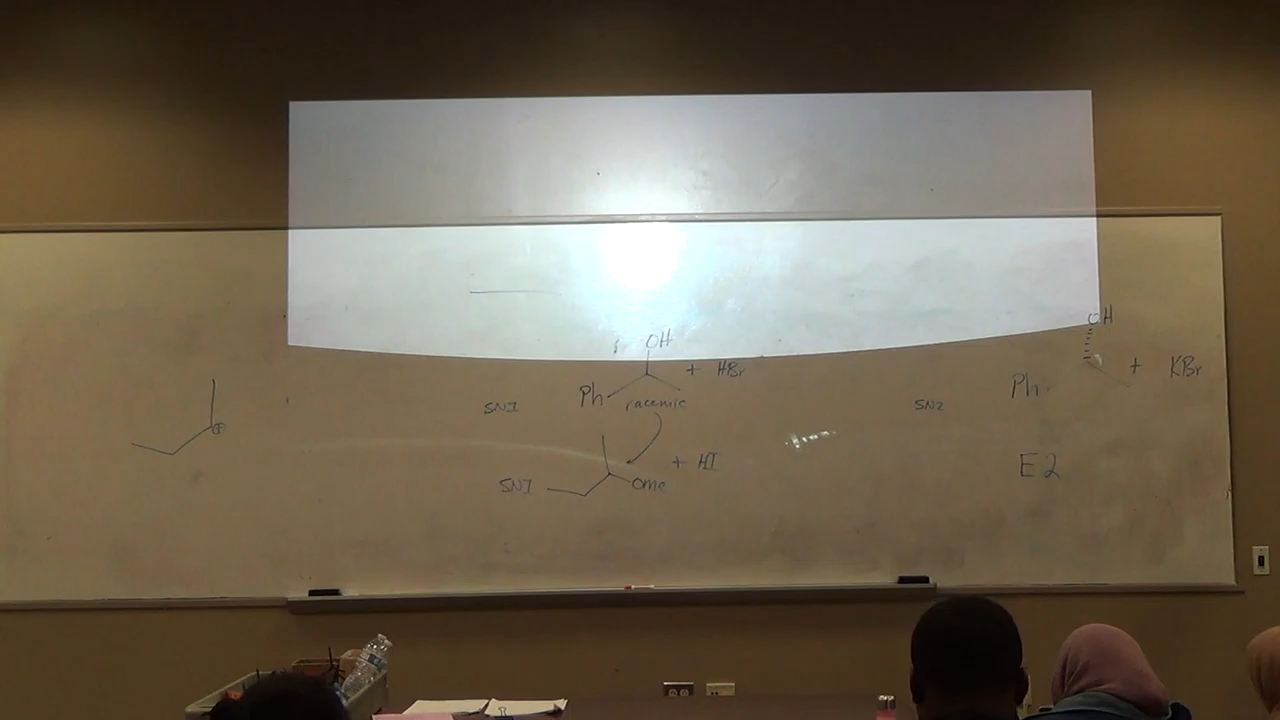 OH
+ HBr
Ph
SN1
racemic
+ HI
SN1
OMe
⊕
OH
+ KBr
Ph
SN2
E2